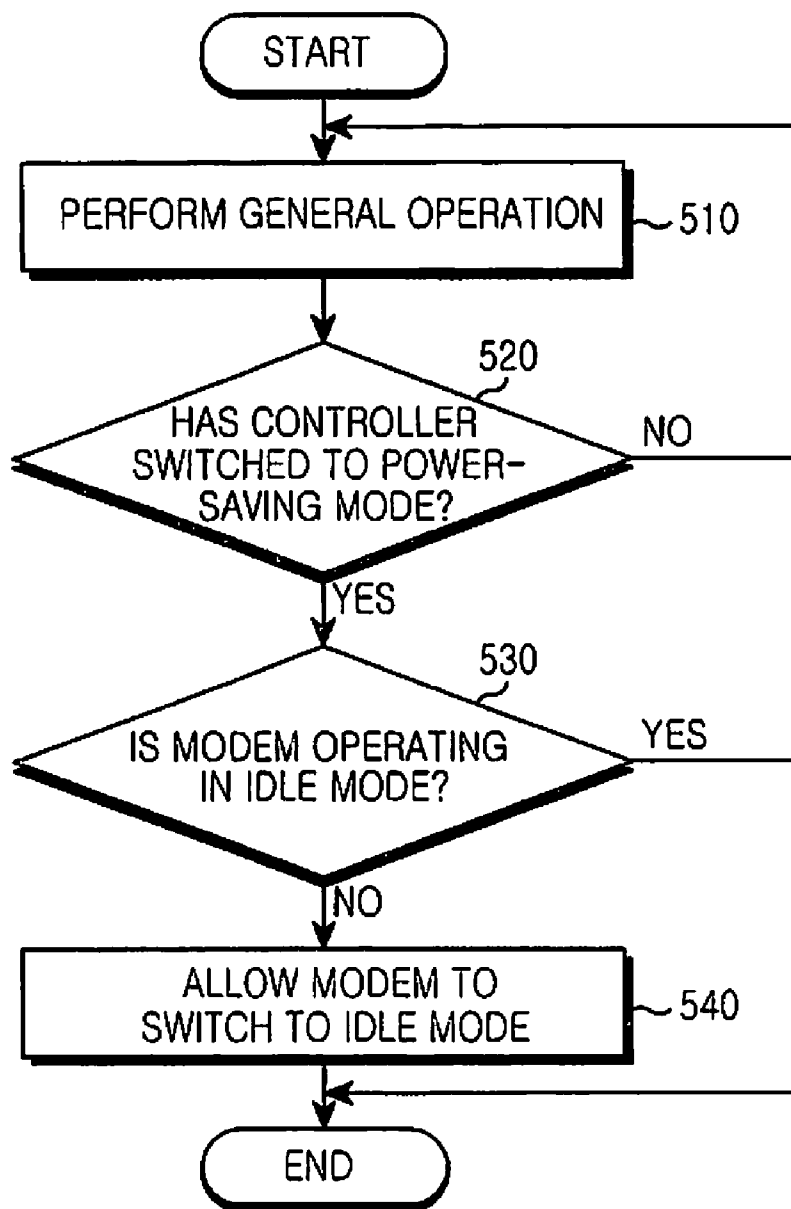 START
PERFORM GENERAL OPERATION
510
520
HAS CONTROLLER
SWITCHED TO POWER-
SAVING MODE?
NO
YES
530
IS MODEM OPERATING
IN IDLE MODE?
YES
NO
ALLOW MODEM TO
SWITCH TO IDLE MODE
540
END